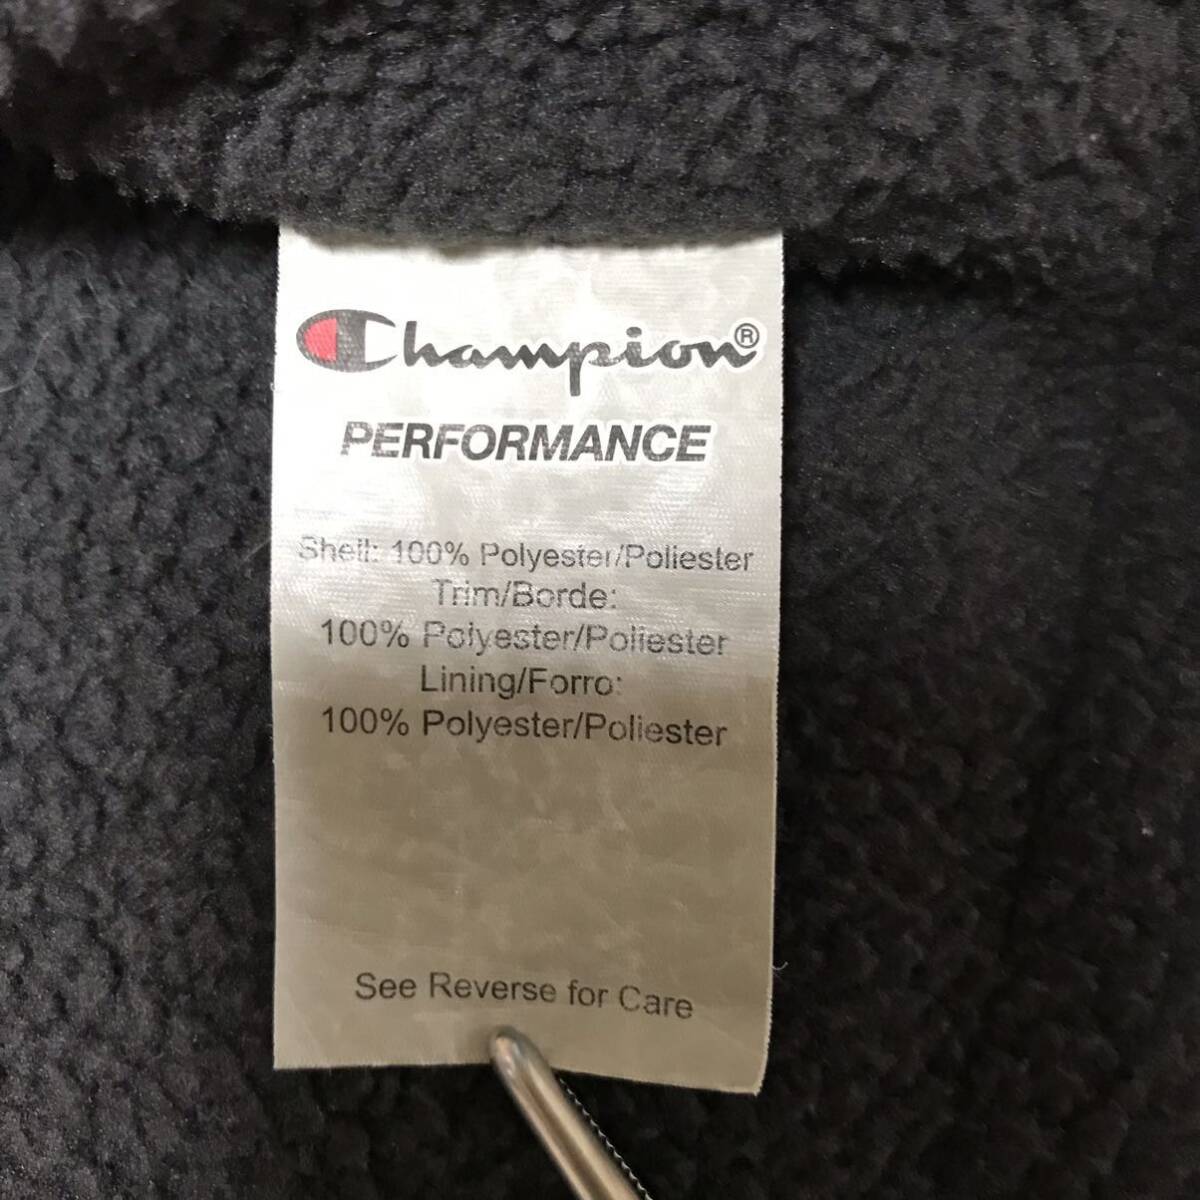 Champion®
PERFORMANCE
Shell: 100% Polyester/Poliester
Trim/Borde:
100% Polyester/Poliester
Lining/Forro:
100% Polyester/Poliester
See Reverse for Care